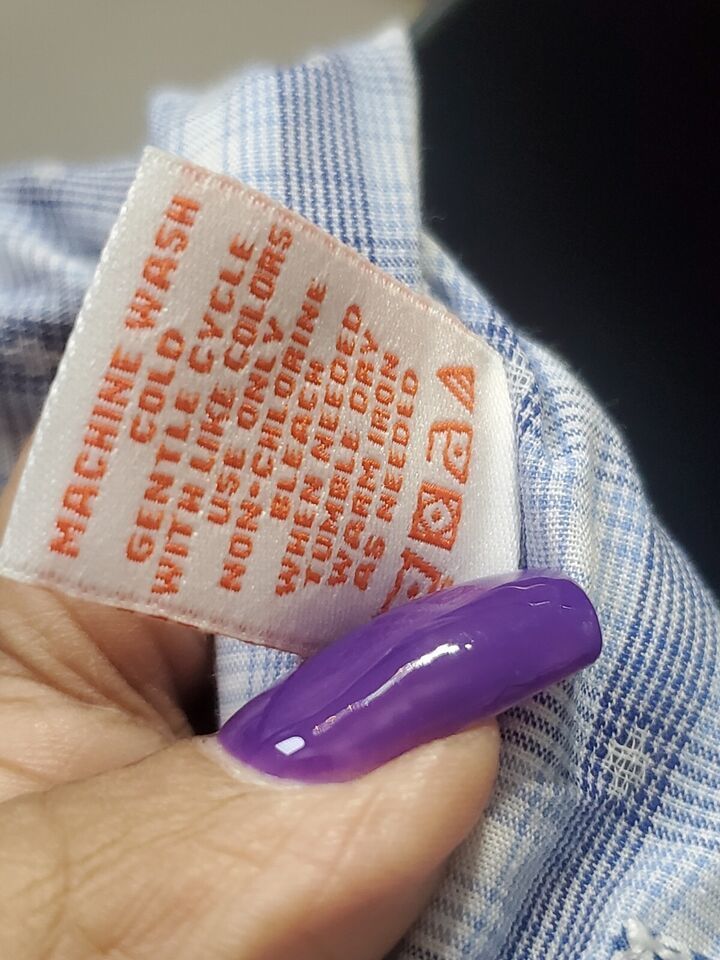 MACHINE WASH
COLD
GENTLE CYCLE
WITH LIKE COLORS
USE ONLY
NON-CHLORINE
BLEACH
WHEN NEEDED
TUMBLE DRY
WARM IRON
AS NEEDED